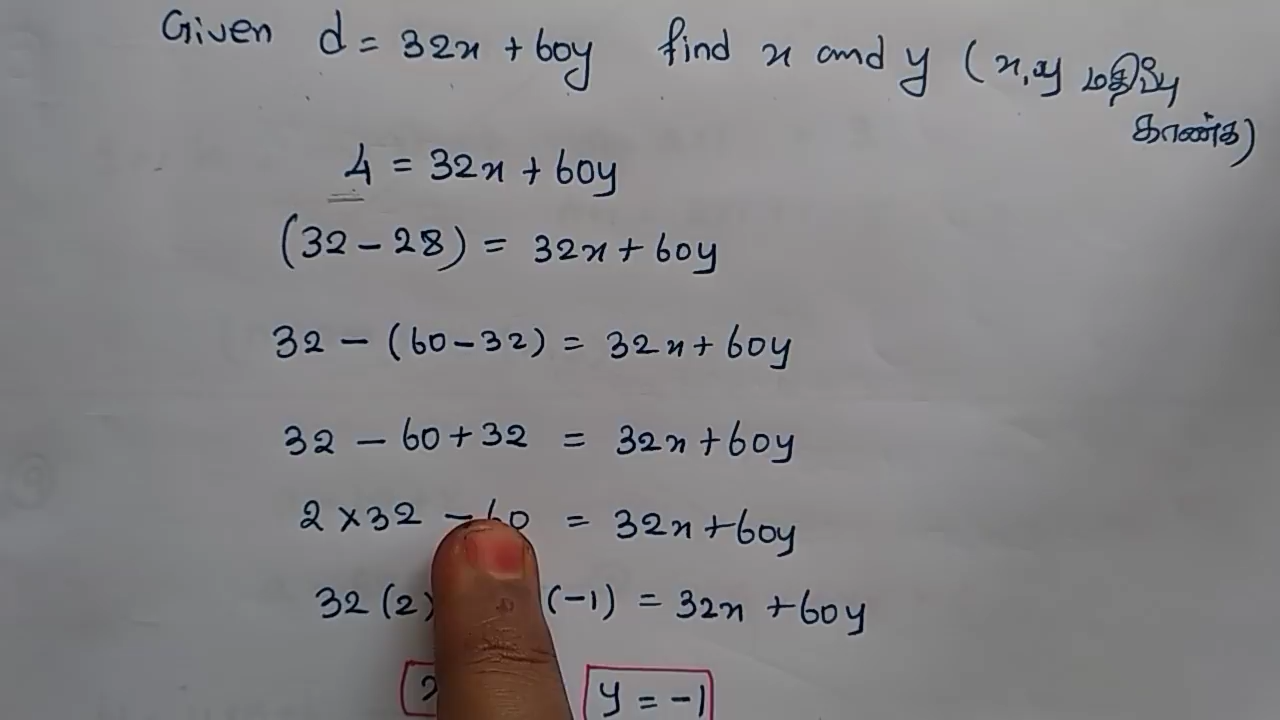 Given d = 32x + 60y find x and y (x, y மதிப்பு
காண்க)
4 = 32x + 60y
(32 - 28) = 32x + 60y
32 - (60 - 32) = 32x + 60y
32 - 60 + 32 = 32x + 60y
2 × 32 - 60 = 32x + 60y
32 (2) (-1) = 32x + 60y
y = -1